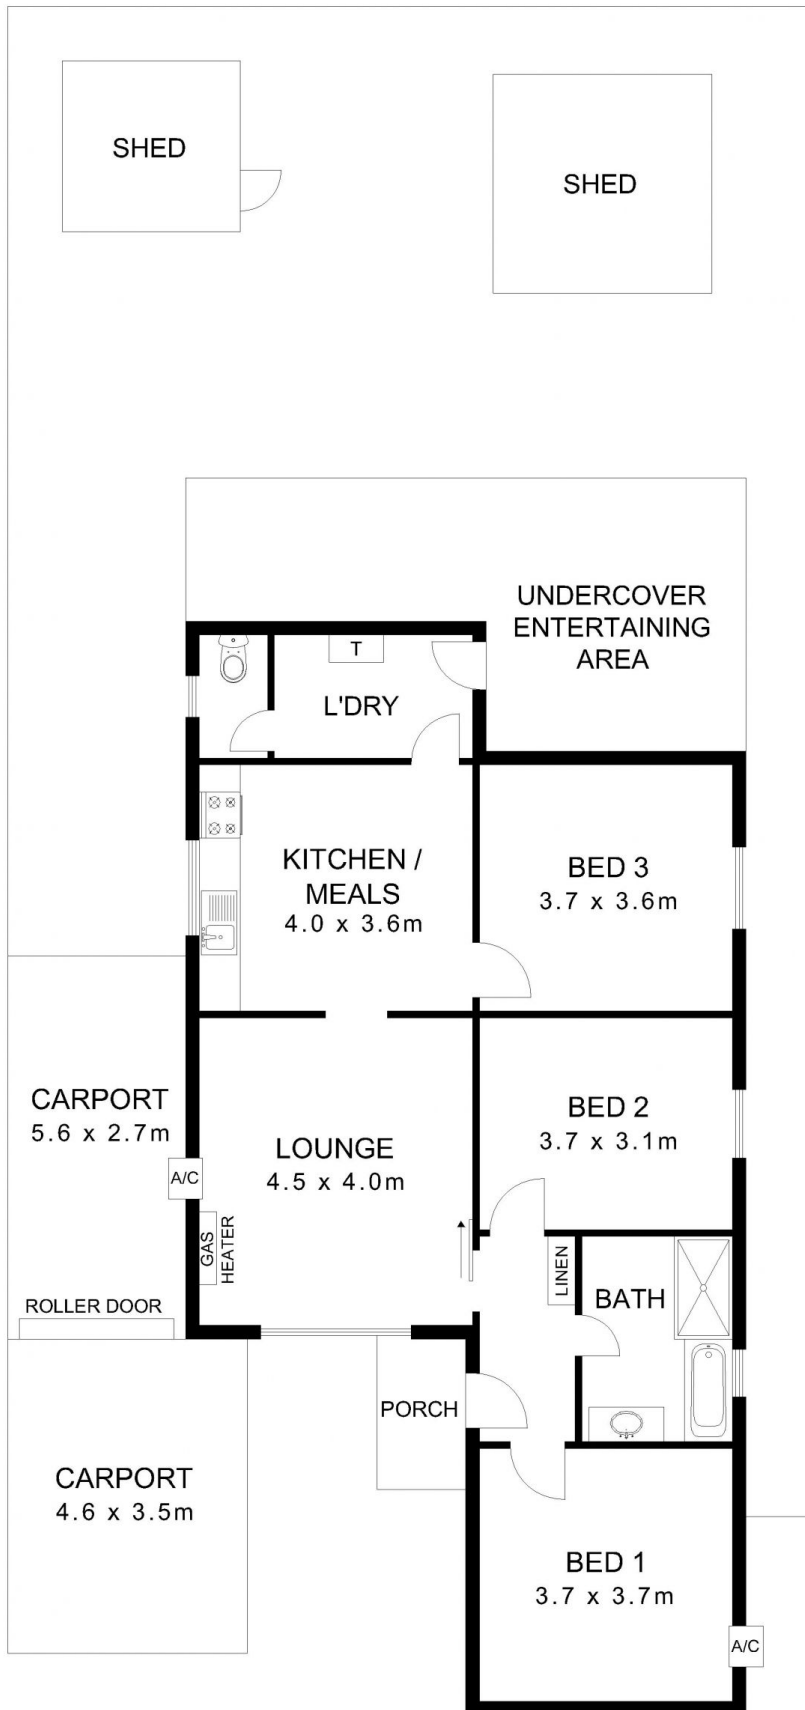 SHED
SHED
UNDERCOVER
ENTERTAINING
AREA
T
L'DRY
KITCHEN /
MEALS
4.0 x 3.6m
BED 3
3.7 x 3.6m
CARPORT
5.6 x 2.7m
A/C
LOUNGE
4.5 x 4.0m
BED 2
3.7 x 3.1m
GAS
HEATER
LINEN
BATH
ROLLER DOOR
PORCH
CARPORT
4.6 x 3.5m
BED 1
3.7 x 3.7m
A/C